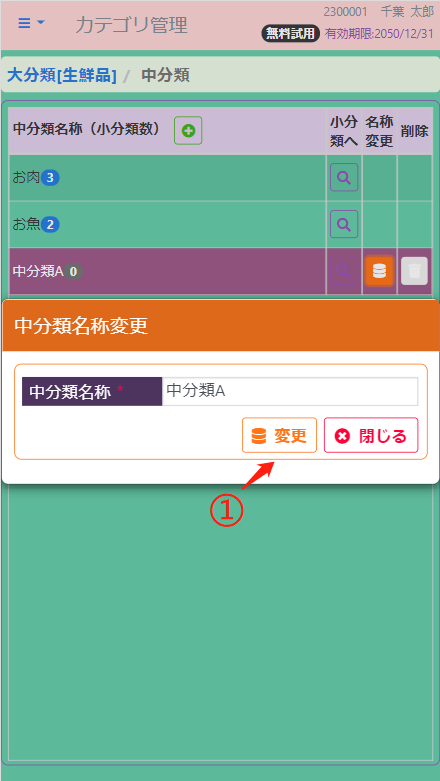 カテゴリ管理
2300001 千葉 太郎
無料試用 有効期限:2050/12/31
大分類[生鮮品] / 中分類
中分類名称（小分類数） 小分類へ 名称変更 削除
お肉 3
お魚 2
中分類A 0
中分類名称変更
中分類名称 * 中分類A
変更 閉じる
①